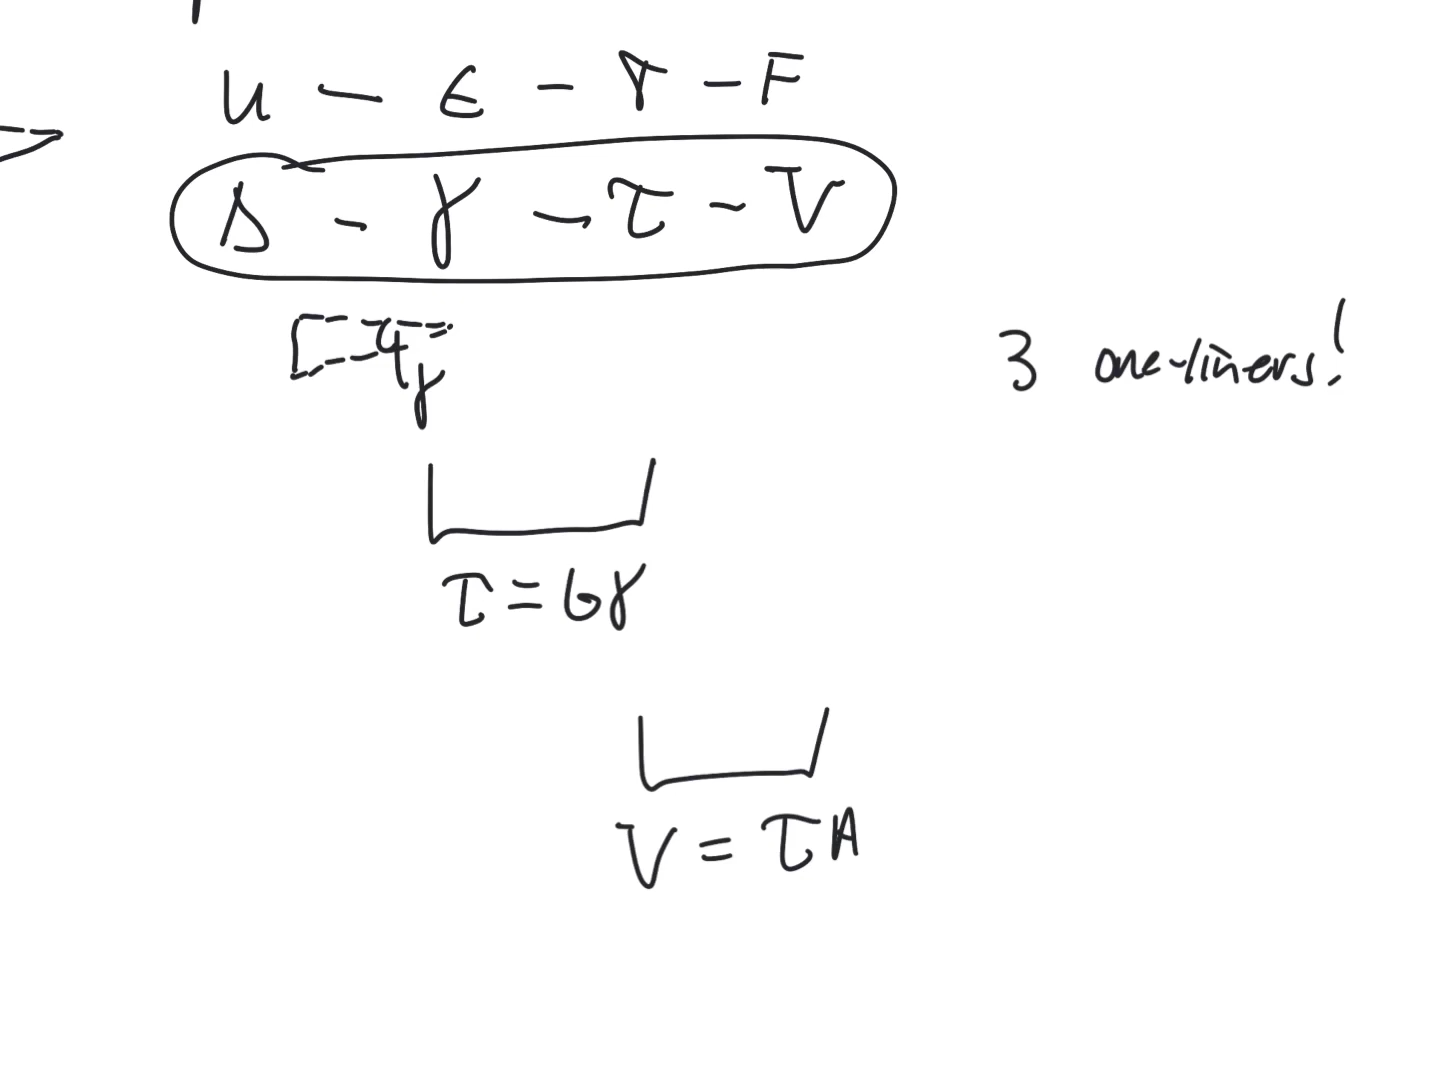 u – ε – σ – F
Δ – γ – τ – V
γ
3 one-liners!
τ = Gγ
V = τA